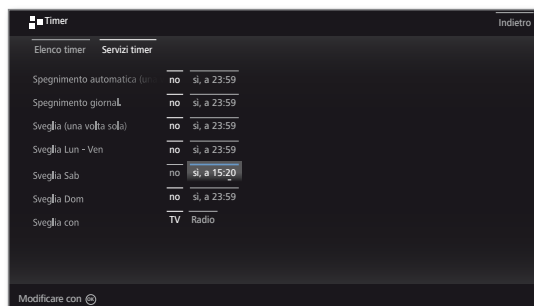 Timer Indietro
Elenco timer Servizi timer
Spegnimento automatica (una no sì, a 23:59
Spegnimento giornal. no sì, a 23:59
Sveglia (una volta sola) no sì, a 23:59
Sveglia Lun - Ven no sì, a 23:59
Sveglia Sab no sì, a 15:20
Sveglia Dom no sì, a 23:59
Sveglia con TV Radio
Modificare con OK